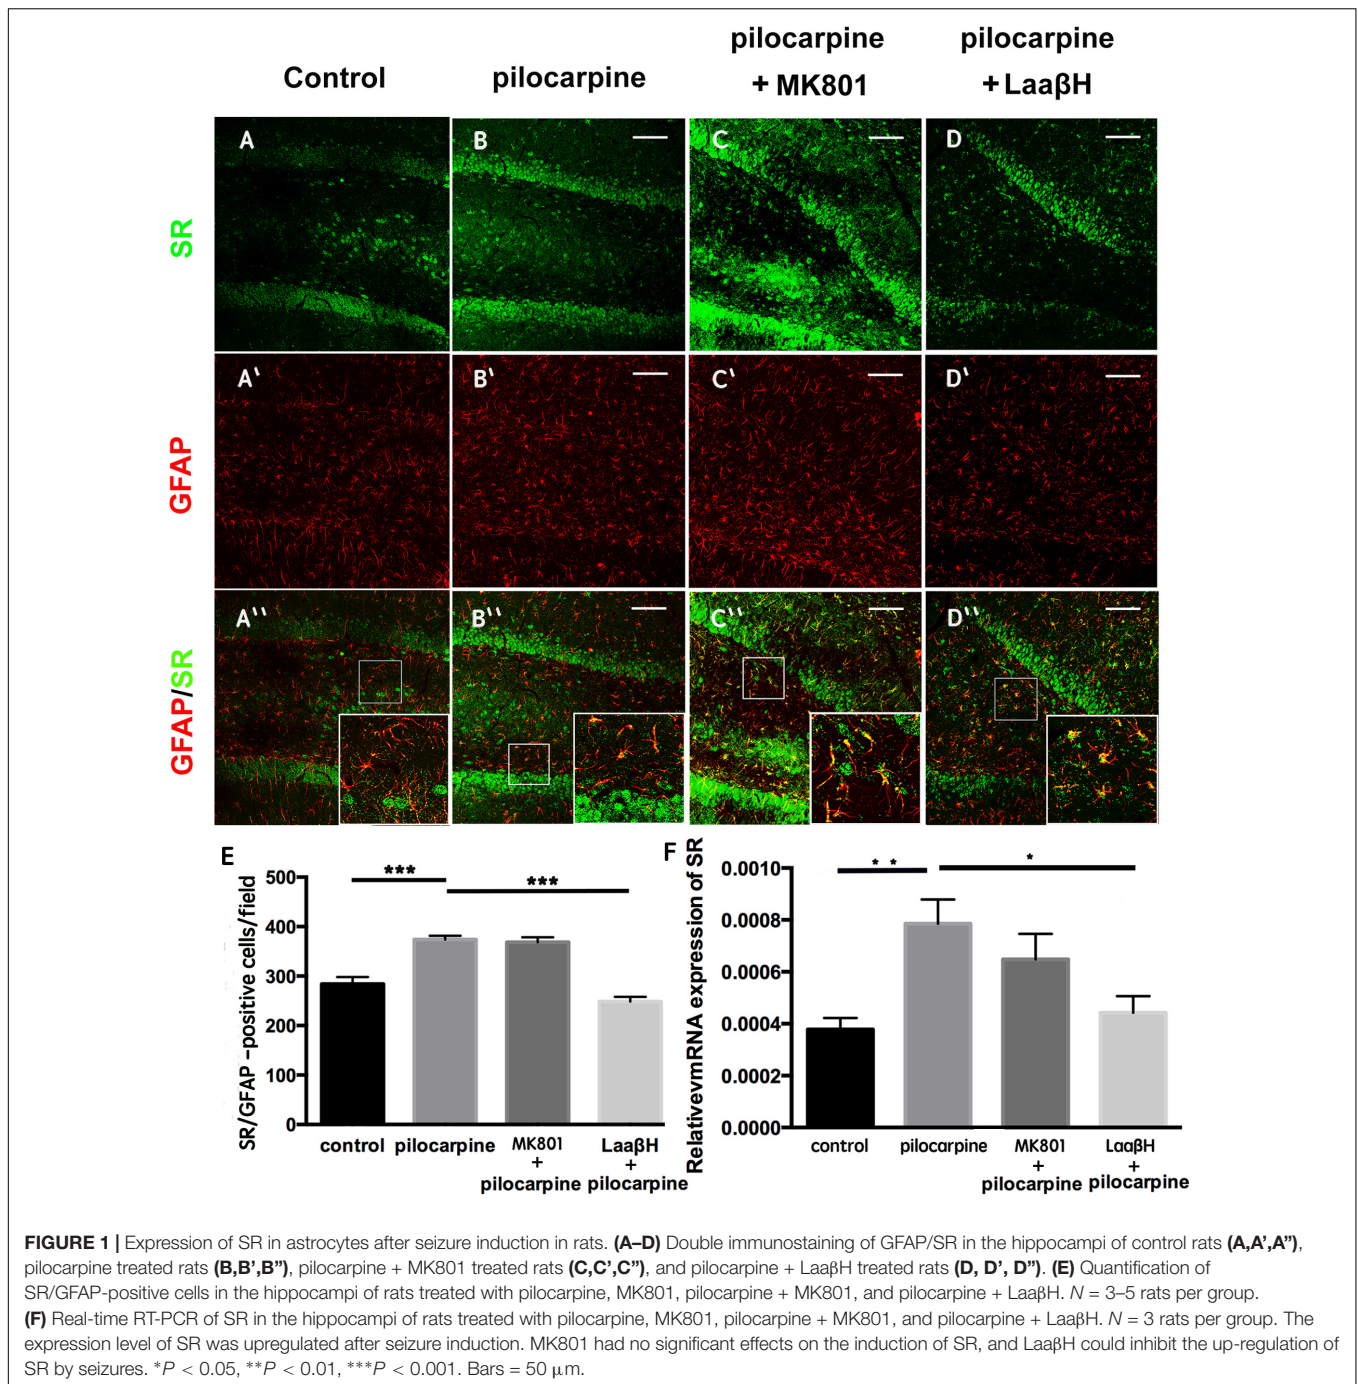 Control
pilocarpine
pilocarpine
+ MK801
pilocarpine
+ LaaβH
SR
A
B
C
D
GFAP
A'
B'
C'
D'
GFAP/SR
A''
B''
C''
D''
E
SR/GFAP -positive cells/field
500
400
300
200
100
0
***
***
control
pilocarpine
MK801
+
pilocarpine
LaaβH
+
pilocarpine
F
RelativevmRNA expression of SR
0.0010
0.0008
0.0006
0.0004
0.0002
0.0000
* *
*
control
pilocarpine
MK801
+
pilocarpine
LaaβH
+
pilocarpine
FIGURE 1 | Expression of SR in astrocytes after seizure induction in rats. (A–D) Double immunostaining of GFAP/SR in the hippocampi of control rats (A,A’,A”),
pilocarpine treated rats (B,B’,B”), pilocarpine + MK801 treated rats (C,C’,C”), and pilocarpine + LaaβH treated rats (D, D’, D”). (E) Quantification of
SR/GFAP-positive cells in the hippocampi of rats treated with pilocarpine, MK801, pilocarpine + MK801, and pilocarpine + LaaβH. N = 3–5 rats per group.
(F) Real-time RT-PCR of SR in the hippocampi of rats treated with pilocarpine, MK801, pilocarpine + MK801, and pilocarpine + LaaβH. N = 3 rats per group. The
expression level of SR was upregulated after seizure induction. MK801 had no significant effects on the induction of SR, and LaaβH could inhibit the up-regulation of
SR by seizures. *P < 0.05, **P < 0.01, ***P < 0.001. Bars = 50 μm.